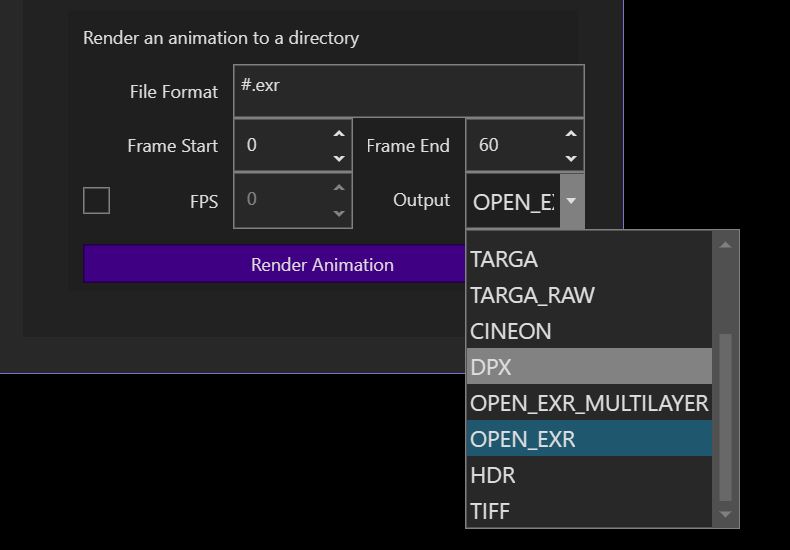 Render an animation to a directory
File Format #.exr
Frame Start 0 Frame End 60
FPS 0 Output OPEN_E
Render Animation
TARGA
TARGA_RAW
CINEON
DPX
OPEN_EXR_MULTILAYER
OPEN_EXR
HDR
TIFF